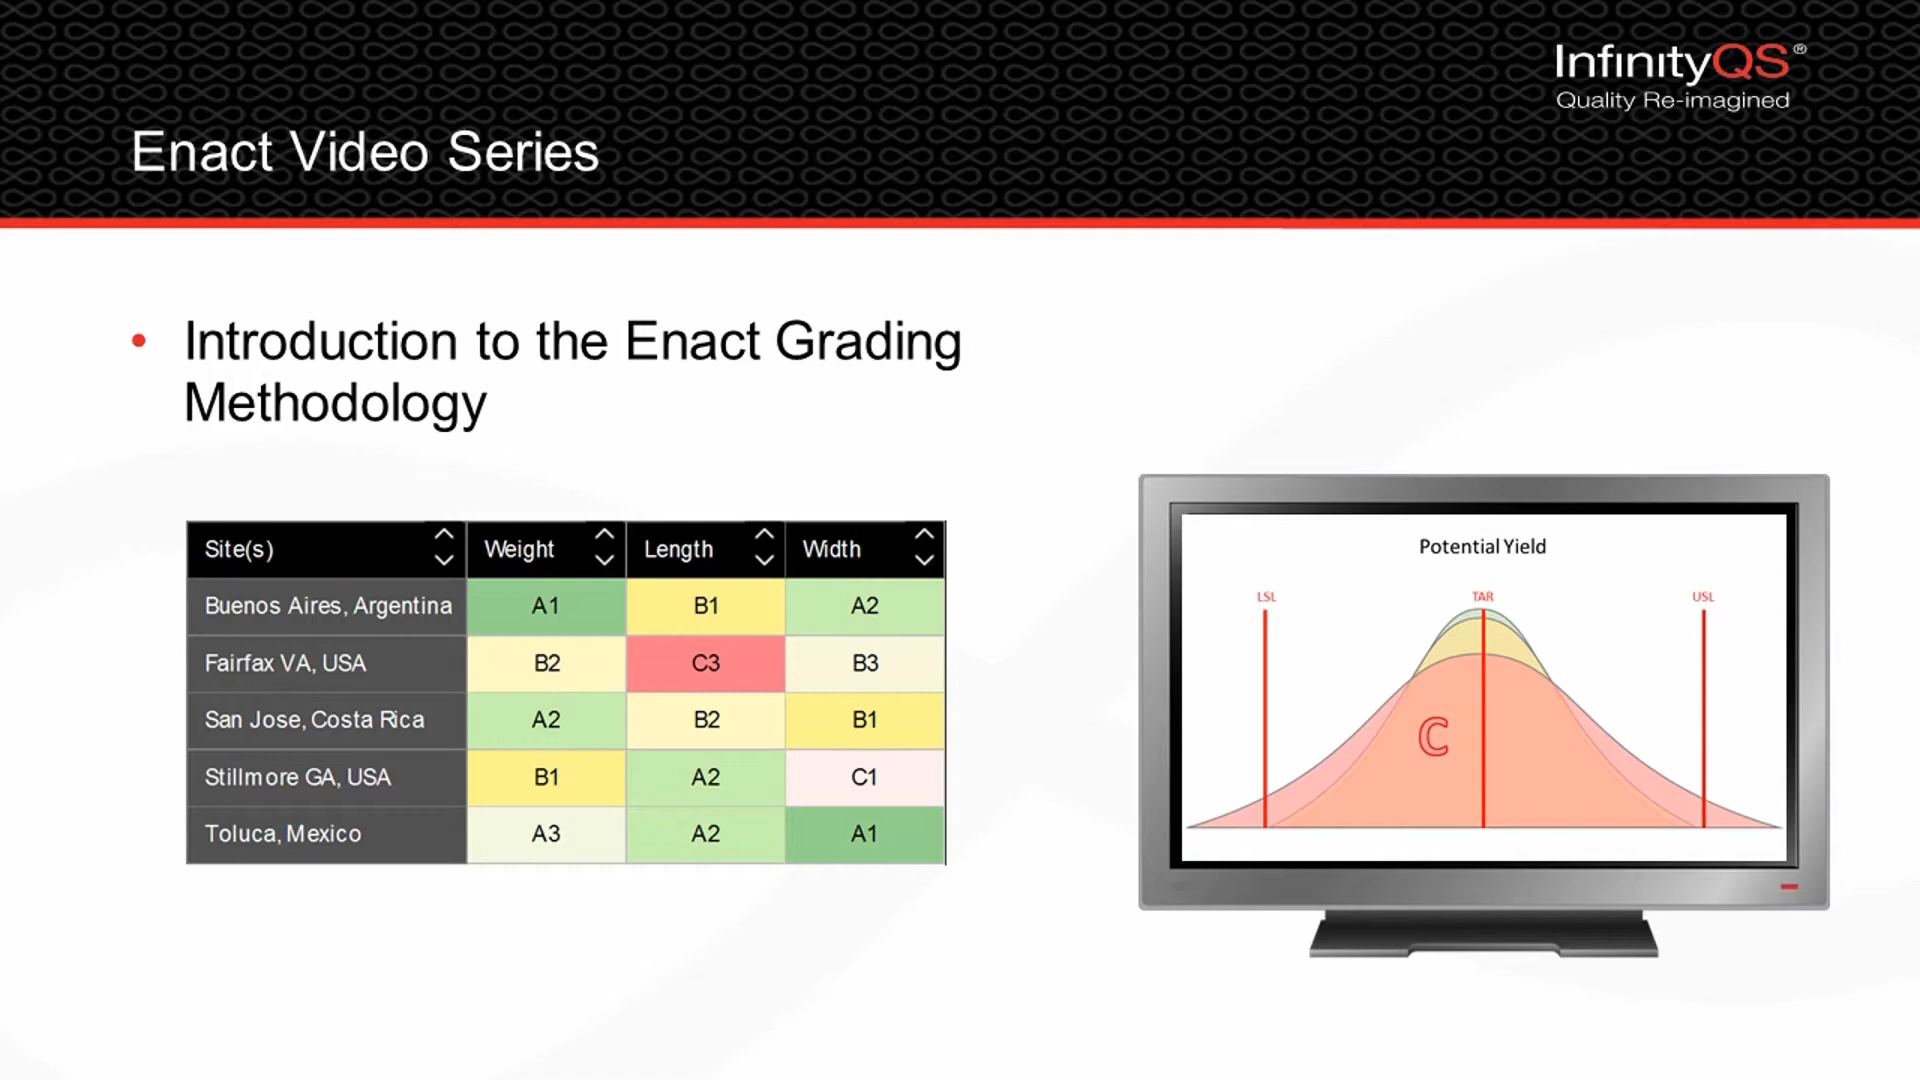 InfinityQS®
Quality Re-imagined
Enact Video Series
• Introduction to the Enact Grading
Methodology
Site(s) Weight Length Width
Buenos Aires, Argentina A1 B1 A2
Fairfax VA, USA B2 C3 B3
San Jose, Costa Rica A2 B2 B1
Stillmore GA, USA B1 A2 C1
Toluca, Mexico A3 A2 A1
Potential Yield
LSL TAR USL
C